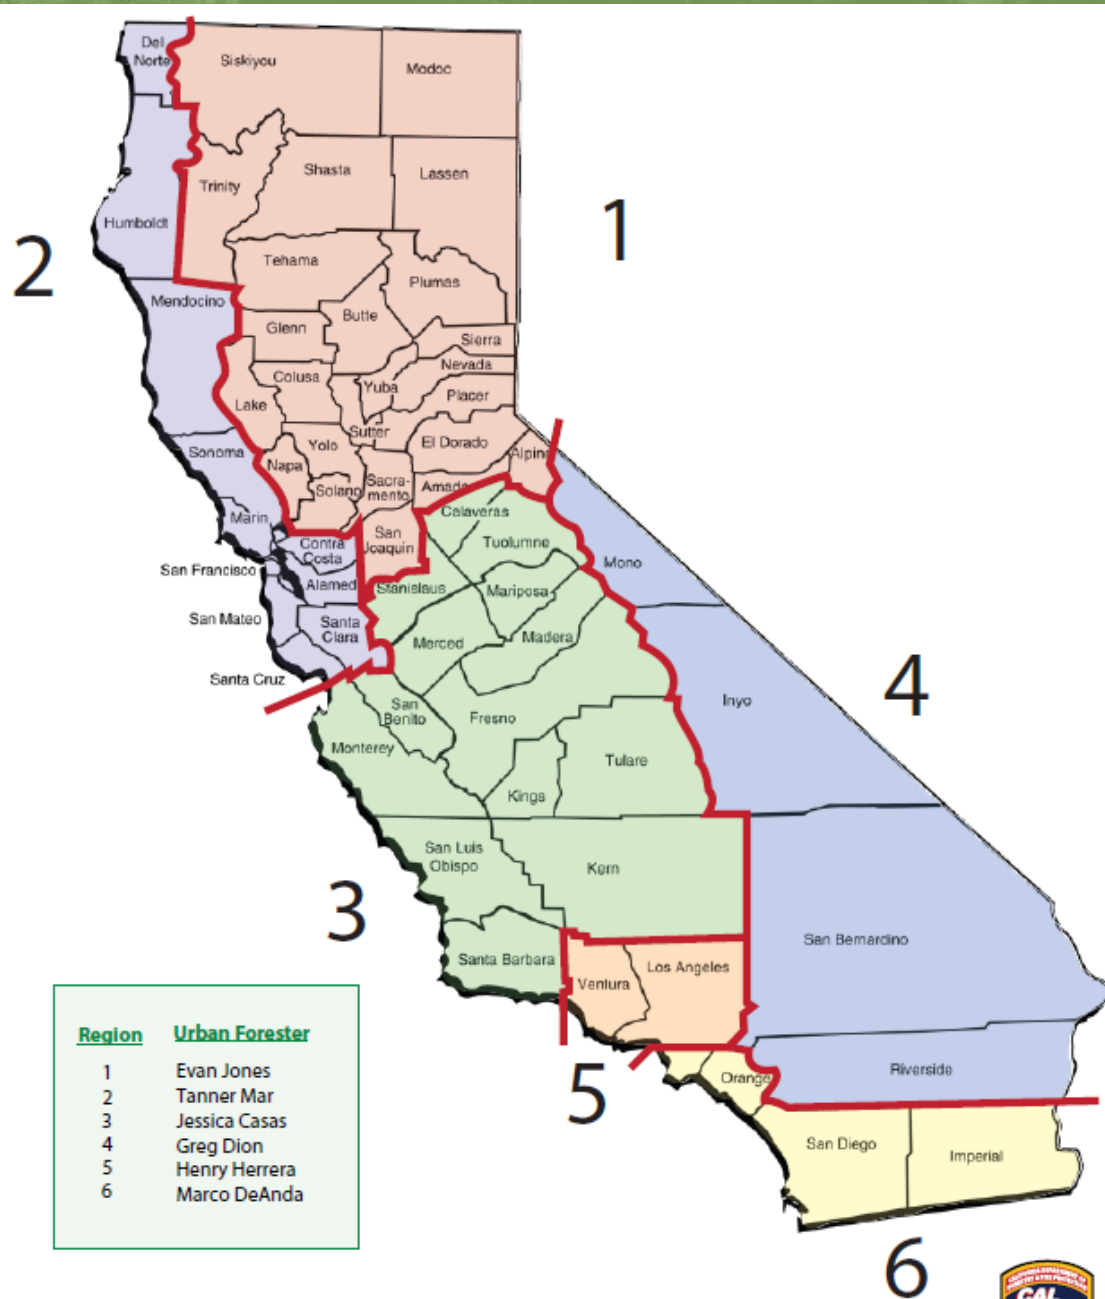 Del
Norte
Siskiyou
Modoc
Trinity
Shasta
Lassen
Humboldt
1
2
Tehama
Plumas
Mendocino
Glenn
Butte
Sierra
Nevada
Colusa
Yuba
Placer
Lake
Sutter
El Dorado
Yolo
Sonoma
Alpine
Napa
Solano
Sacra-
mento
Amado
Calaveras
Marin
San
Joaquin
Contra
Costa
Tuolumne
Mono
San Francisco
Alamed
Stanislaus
Mariposa
San Mateo
Santa
Clara
Merced
Madera
Santa Cruz
4
Inyo
San
Benito
Fresno
Monterey
Tulare
Kings
San Luis
Obispo
Kern
3
San Bernardino
Santa Barbara
Ventura
Los Angeles
5
Orange
Riverside
San Diego
Imperial
6
Region Urban Forester
1 Evan Jones
2 Tanner Mar
3 Jessica Casas
4 Greg Dion
5 Henry Herrera
6 Marco DeAnda
CAL